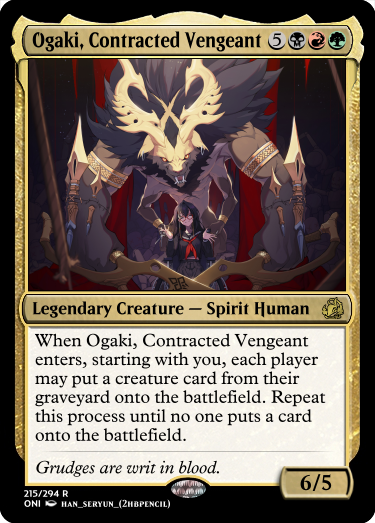 Ogaki, Contracted Vengeant 5
Legendary Creature — Spirit Human
When Ogaki, Contracted Vengeant
enters, starting with you, each player
may put a creature card from their
graveyard onto the battlefield. Repeat
this process until no one puts a card
onto the battlefield.
Grudges are writ in blood.
6/5
215/294 R
ONI HAN_SERYUN_(2HBPENCIL)